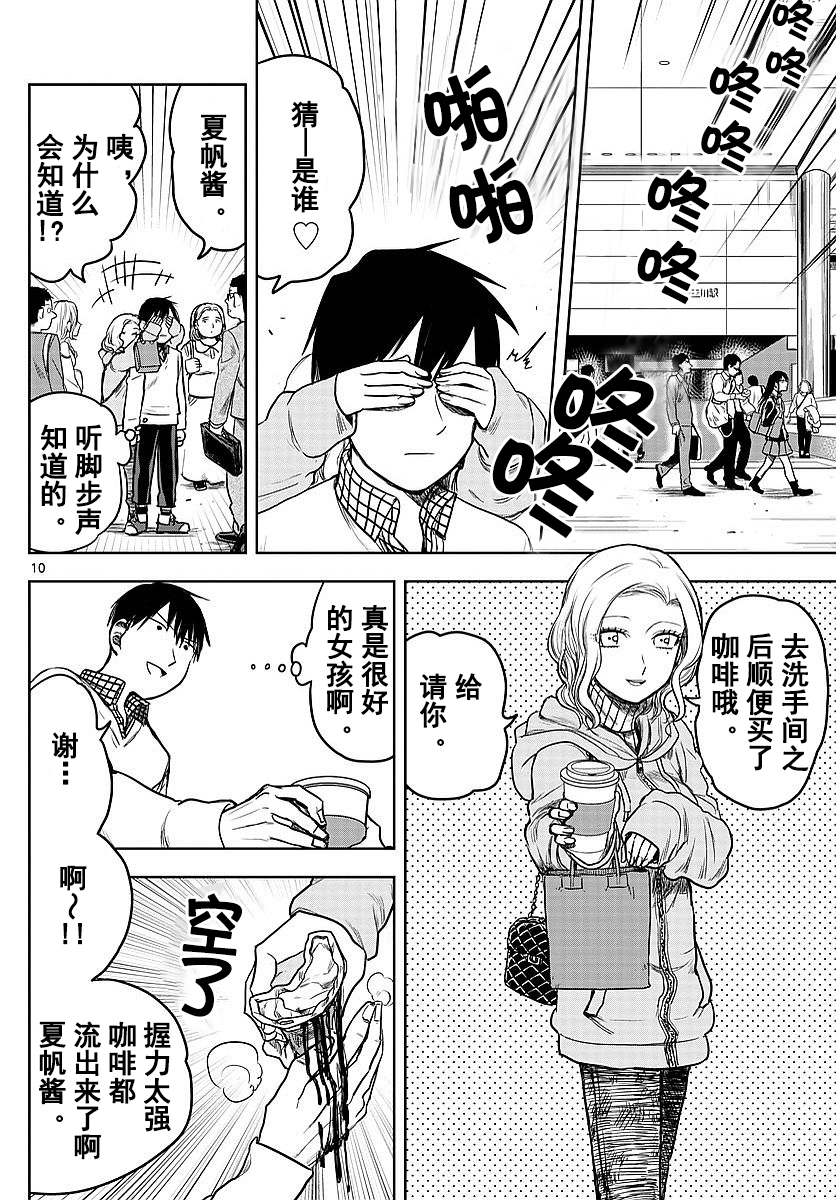 咚咚
咚咚
咚咚
咚咚
三川駅
咚咚
啪
啪
猜—是谁♡
夏帆酱。
咦，
为什么
会知道!?
听脚步声
知道的。
10
去洗手间之
后顺便买了
咖啡哦。
给
请你。
真是很好
的女孩啊。
谢…
啊～!!
空了
握力太强
咖啡都
流出来了啊
夏帆酱。